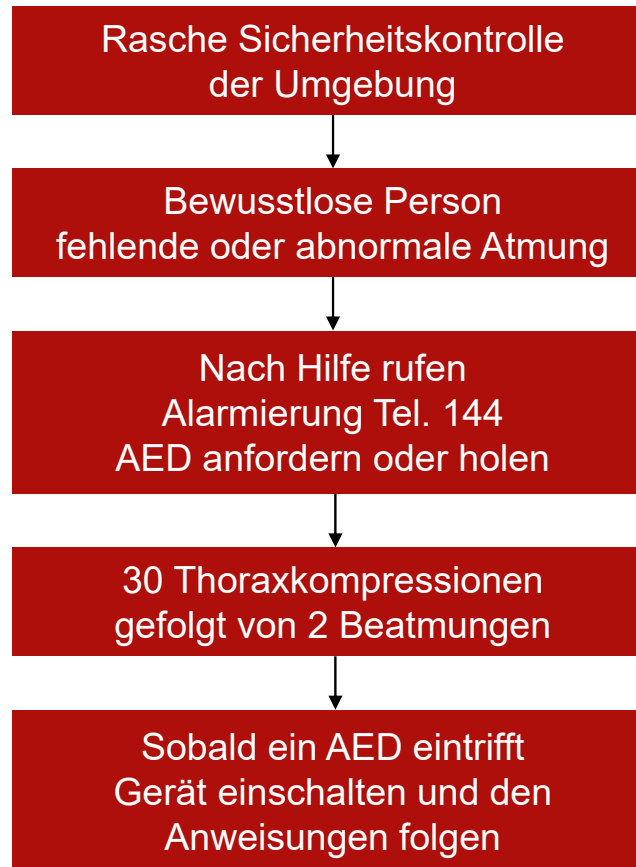 Rasche Sicherheitskontrolle
der Umgebung
Bewusstlose Person
fehlende oder abnormale Atmung
Nach Hilfe rufen
Alarmierung Tel. 144
AED anfordern oder holen
30 Thoraxkompressionen
gefolgt von 2 Beatmungen
Sobald ein AED eintrifft
Gerät einschalten und den
Anweisungen folgen